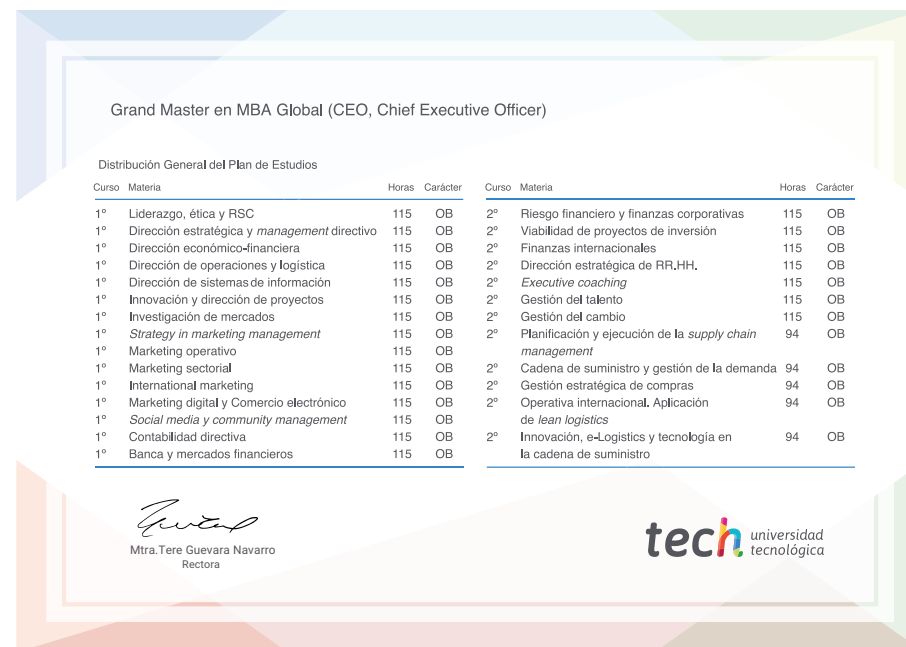 Grand Master en MBA Global (CEO, Chief Executive Officer)
Distribución General del Plan de Estudios
Curso Materia Horas Carácter
1º Liderazgo, ética y RSC 115 OB
1º Dirección estratégica y management directivo 115 OB
1º Dirección económico-financiera 115 OB
1º Dirección de operaciones y logística 115 OB
1º Dirección de sistemas de información 115 OB
1º Innovación y dirección de proyectos 115 OB
1º Investigación de mercados 115 OB
1º Strategy in marketing management 115 OB
1º Marketing operativo 115 OB
1º Marketing sectorial 115 OB
1º International marketing 115 OB
1º Marketing digital y Comercio electrónico 115 OB
1º Social media y community management 115 OB
1º Contabilidad directiva 115 OB
1º Banca y mercados financieros 115 OB
Curso Materia Horas Carácter
2º Riesgo financiero y finanzas corporativas 115 OB
2º Viabilidad de proyectos de inversión 115 OB
2º Finanzas internacionales 115 OB
2º Dirección estratégica de RR.HH. 115 OB
2º Executive coaching 115 OB
2º Gestión del talento 115 OB
2º Gestión del cambio 115 OB
2º Planificación y ejecución de la supply chain 94 OB
management
2º Cadena de suministro y gestión de la demanda 94 OB
2º Gestión estratégica de compras 94 OB
2º Operativa internacional. Aplicación 94 OB
de lean logistics
2º Innovación, e-Logistics y tecnología en 94 OB
la cadena de suministro
Mtra.Tere Guevara Navarro
Rectora
tech universidad
tecnológica